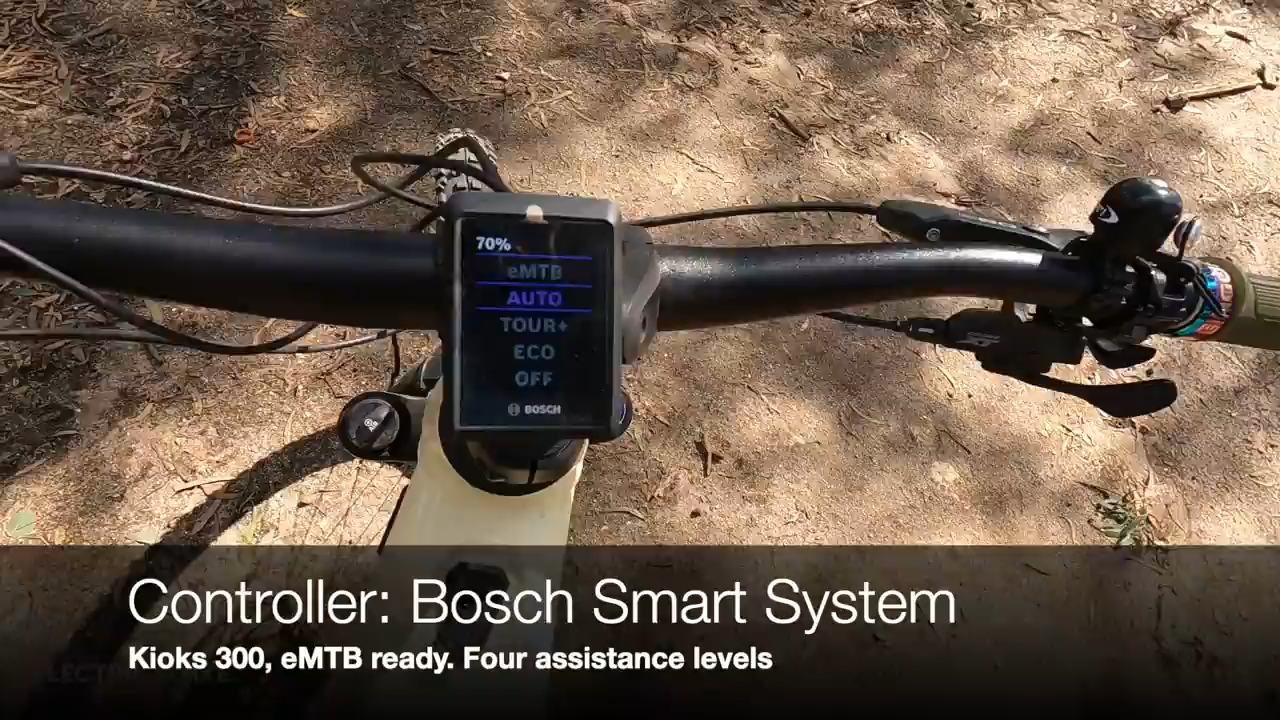 70%
eMTB
AUTO
TOUR+
ECO
OFF
BOSCH
Controller: Bosch Smart System
Kioks 300, eMTB ready. Four assistance levels